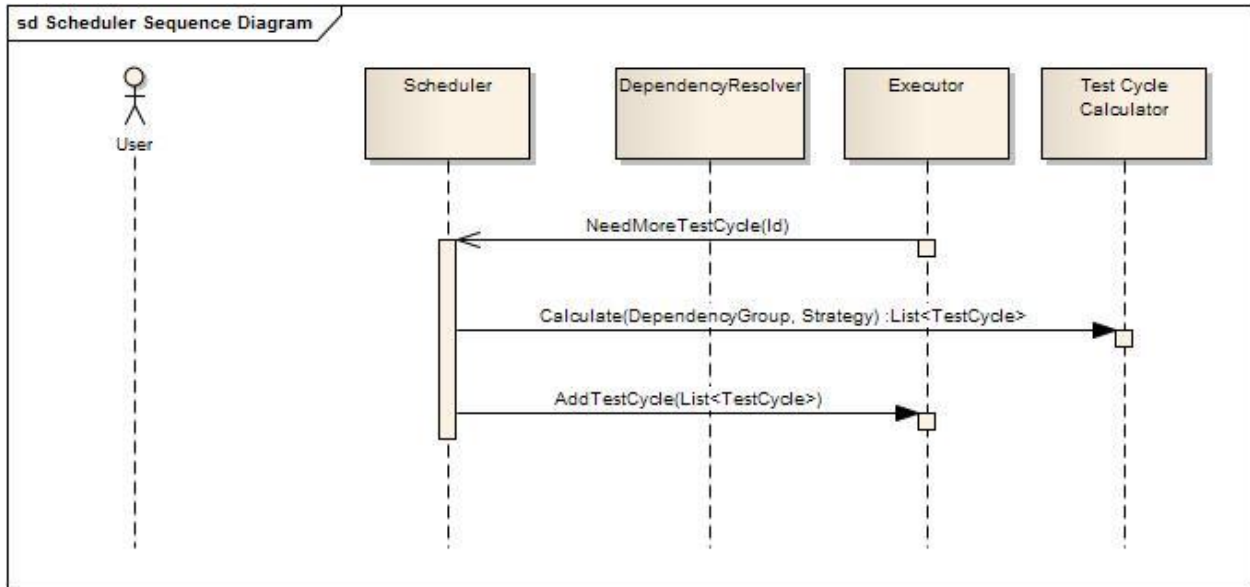 sd Scheduler Sequence Diagram
User
Scheduler
DependencyResolver
Executor
Test Cycle
Calculator
NeedMoreTestCycle(Id)
Calculate(DependencyGroup, Strategy) :List<TestCycle>
AddTestCycle(List<TestCycle>)